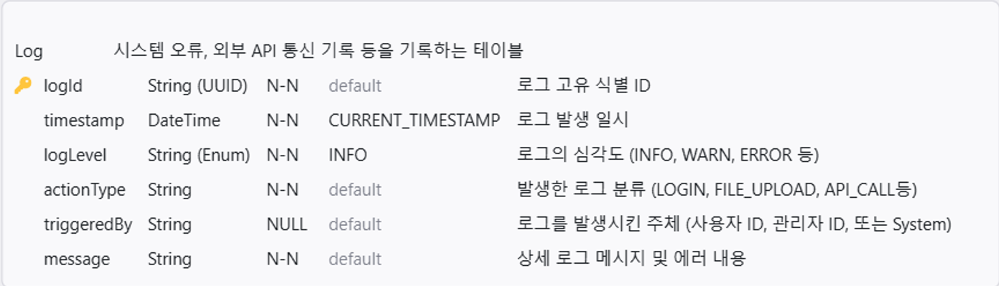 Log 시스템 오류, 외부 API 통신 기록 등을 기록하는 테이블
logId String (UUID) N-N default 로그 고유 식별 ID
timestamp DateTime N-N CURRENT_TIMESTAMP 로그 발생 일시
logLevel String (Enum) N-N INFO 로그의 심각도 (INFO, WARN, ERROR 등)
actionType String N-N default 발생한 로그 분류 (LOGIN, FILE_UPLOAD, API_CALL등)
triggeredBy String NULL default 로그를 발생시킨 주체 (사용자 ID, 관리자 ID, 또는 System)
message String N-N default 상세 로그 메시지 및 에러 내용